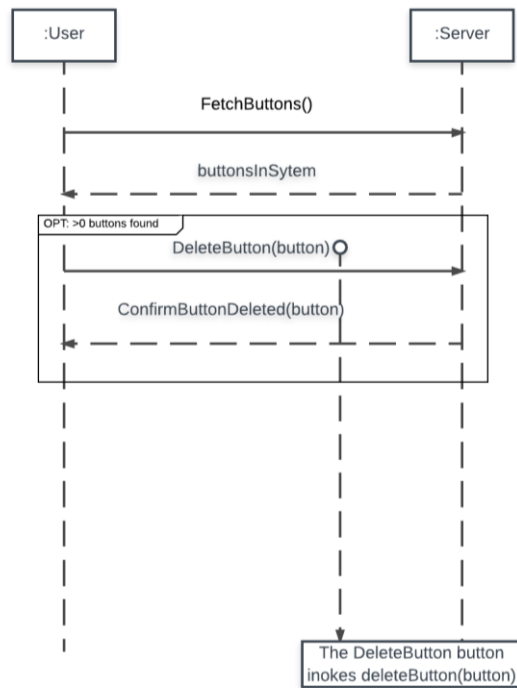 :User
:Server
FetchButtons()
buttonsInSytem
OPT: >0 buttons found
DeleteButton(button)
ConfirmButtonDeleted(button)
The DeleteButton button
inokes deleteButton(button)